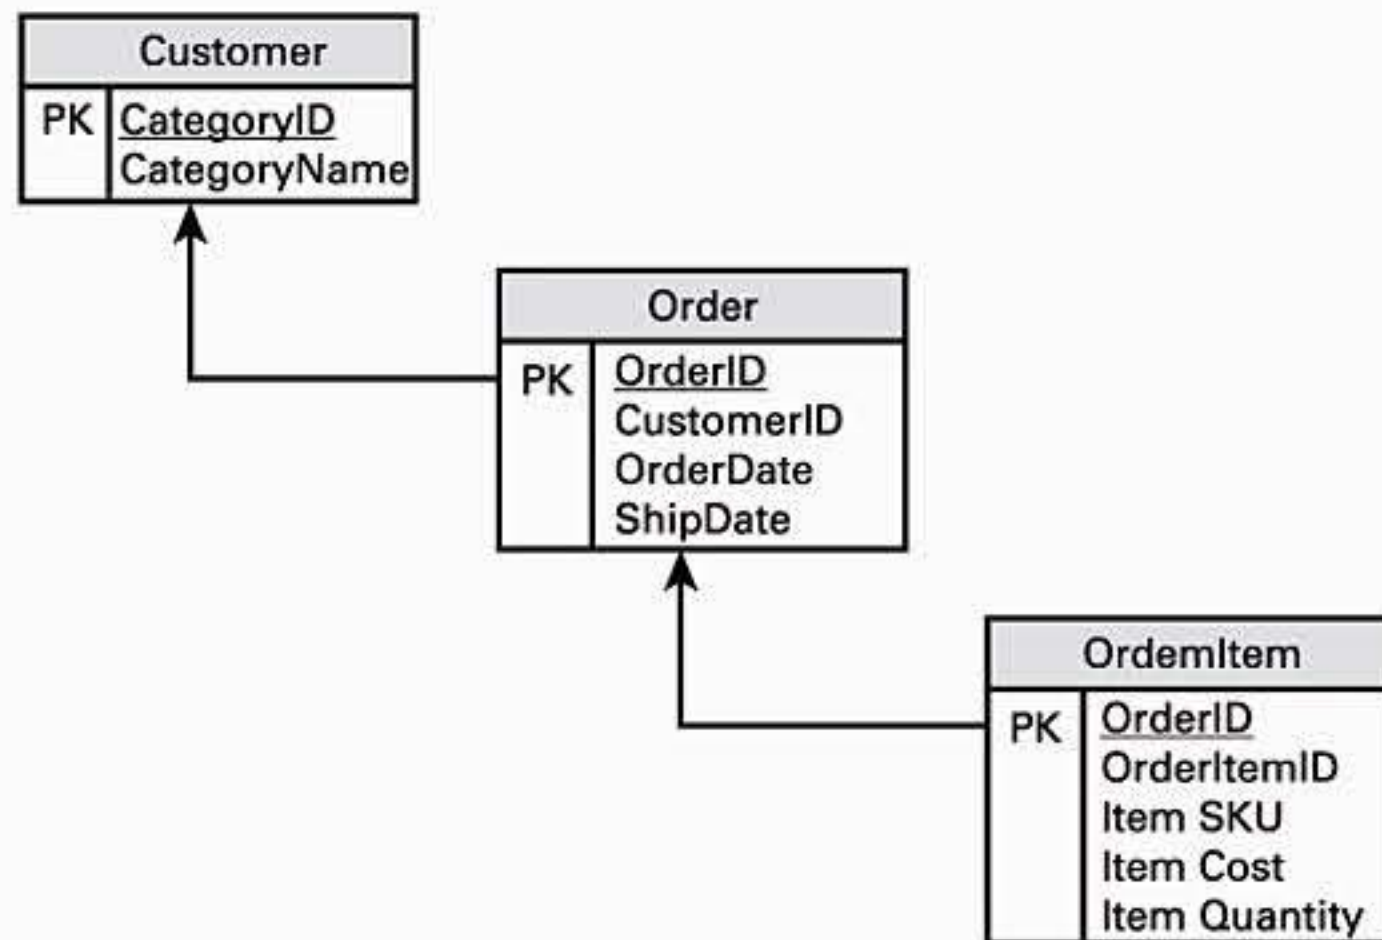 Customer
PK CategoryID
CategoryName
Order
PK OrderID
CustomerID
OrderDate
ShipDate
OrdemItem
PK OrderID
OrderItemID
Item SKU
Item Cost
Item Quantity